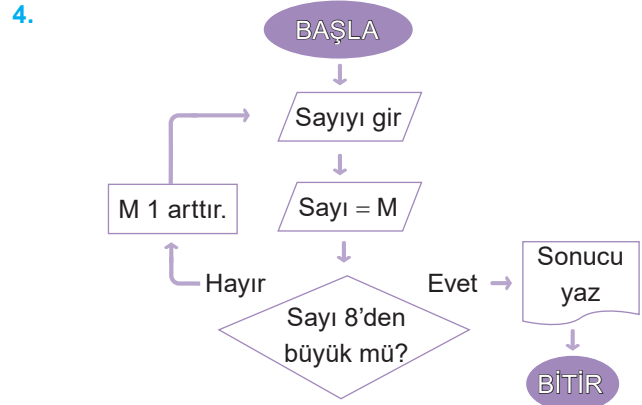 4.
BAŞLA
Sayıyı gir
Sayı = M
M 1 arttır.
Hayır
Evet
Sayı 8'den
büyük mü?
Sonucu
yaz
BİTİR